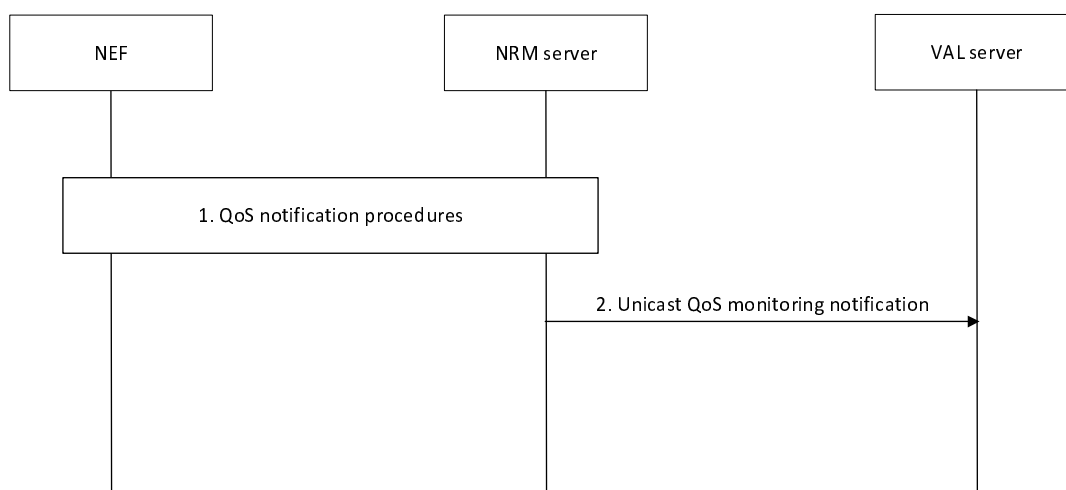 NEF
NRM server
VAL server
1. QoS notification procedures
2. Unicast QoS monitoring notification